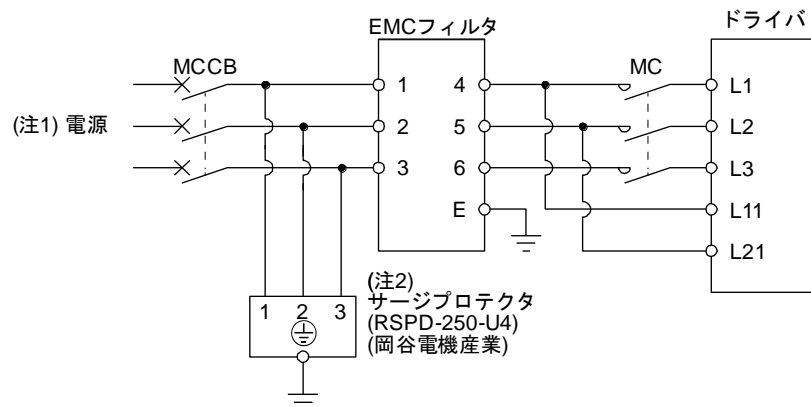 ドライバ
EMCフィルタ
MCCB
MC
1 4 L1
(注1) 電源
2 5 L2
3 6 L3
E L11
L21
(注2)
サージプロテクタ
(RSPD-250-U4)
(岡谷電機産業)
1 2 3